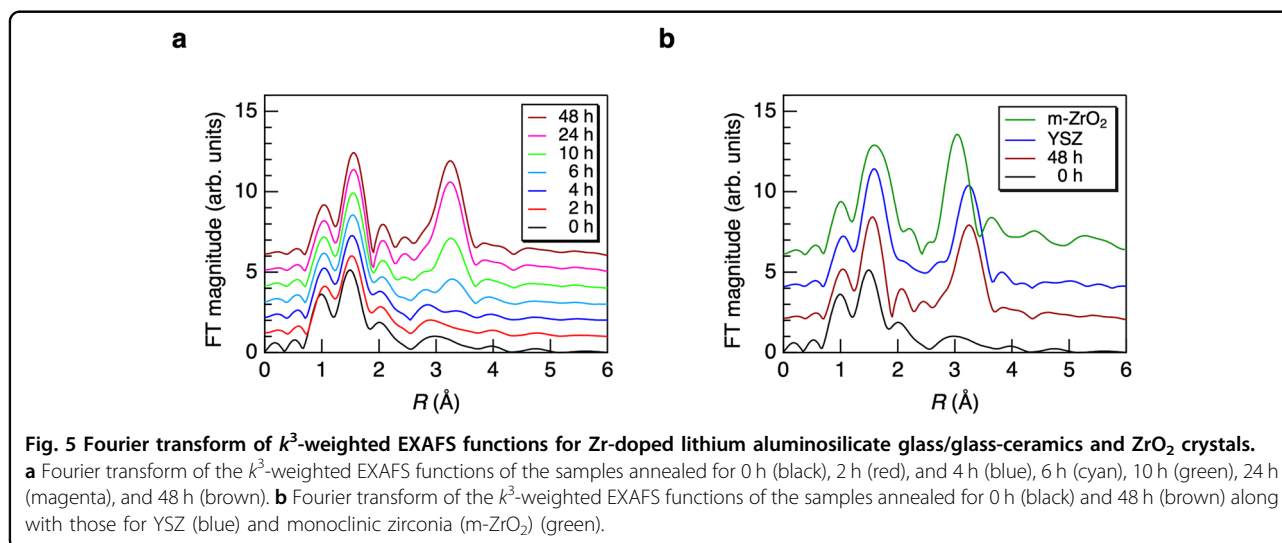 a
b
15
10
5
0
FT magnitude (arb. units)
48 h
24 h
10 h
6 h
4 h
2 h
0 h
0 1 2 3 4 5 6
R (Å)
15
10
5
0
FT magnitude (arb. units)
m-ZrO₂
YSZ
48 h
0 h
0 1 2 3 4 5 6
R (Å)
Fig. 5 Fourier transform of k³-weighted EXAFS functions for Zr-doped lithium aluminosilicate glass/glass-ceramics and ZrO₂ crystals.
a Fourier transform of the k³-weighted EXAFS functions of the samples annealed for 0 h (black), 2 h (red), and 4 h (blue), 6 h (cyan), 10 h (green), 24 h
(magenta), and 48 h (brown). b Fourier transform of the k³-weighted EXAFS functions of the samples annealed for 0 h (black) and 48 h (brown) along
with those for YSZ (blue) and monoclinic zirconia (m-ZrO₂) (green).